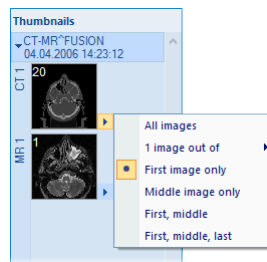 Thumbnails
CT-MR^FUSION
04.04.2006 14:23:12
CT 1
20
MR 1
1
All images
1 image out of
First image only
Middle image only
First, middle
First, middle, last